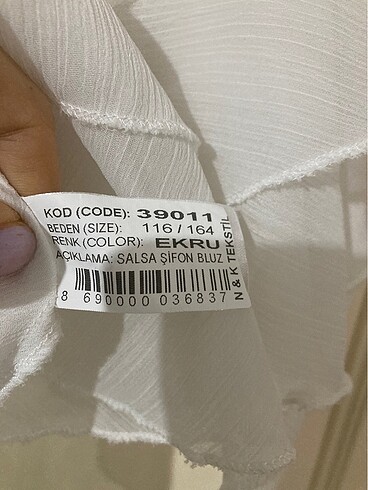 KOD (CODE): 39011
BEDEN (SIZE): 116 / 164
RENK (COLOR): EKRU
AÇIKLAMA: SALSA ŞİFON BLUZ
8 690000 036837
N & K TEKSTİL